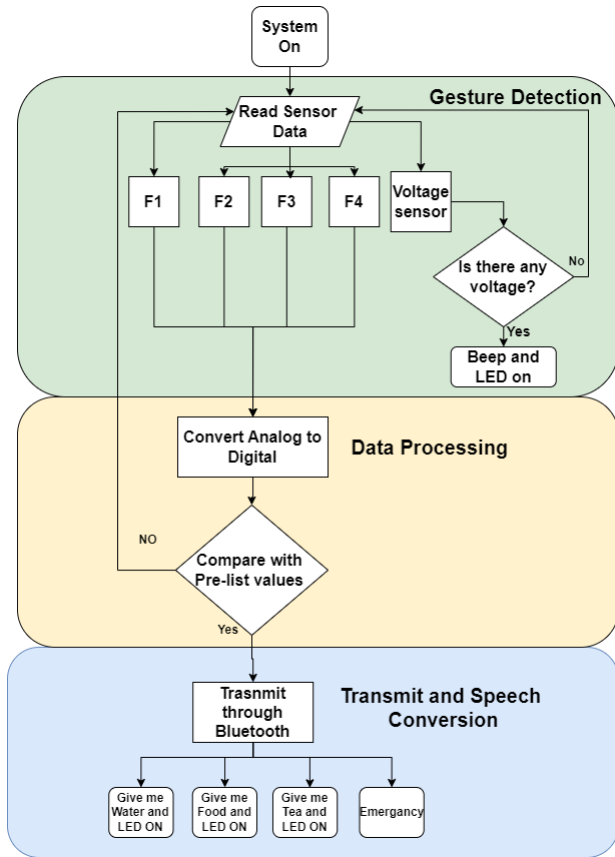 System
On
Gesture Detection
Read Sensor
Data
F1
F2
F3
F4
Voltage
sensor
Is there any
voltage?
No
Yes
Beep and
LED on
Convert Analog to
Digital
Data Processing
NO
Compare with
Pre-list values
Yes
Trasnmit
through
Bluetooth
Transmit and Speech
Conversion
Give me
Water and
LED ON
Give me
Food and
LED ON
Give me
Tea and
LED ON
Emergancy